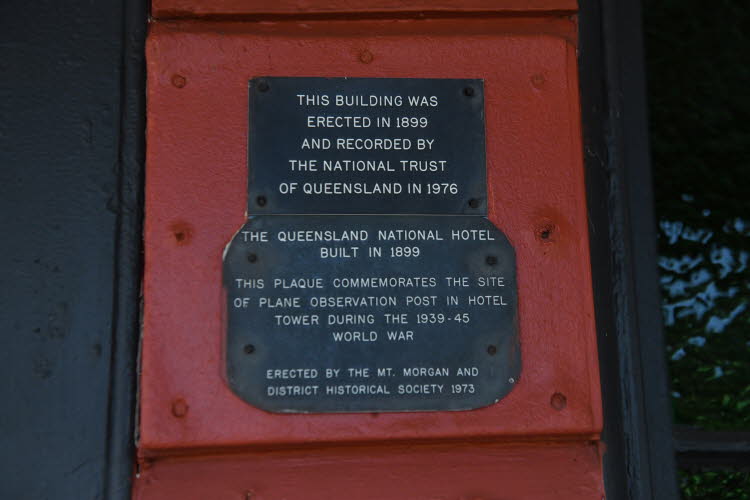 THIS BUILDING WAS
ERECTED IN 1899
AND RECORDED BY
THE NATIONAL TRUST
OF QUEENSLAND IN 1976
THE QUEENSLAND NATIONAL HOTEL
BUILT IN 1899
THIS PLAQUE COMMEMORATES THE SITE
OF PLANE OBSERVATION POST IN HOTEL
TOWER DURING THE 1939-45
WORLD WAR
ERECTED BY THE MT. MORGAN AND
DISTRICT HISTORICAL SOCIETY 1973